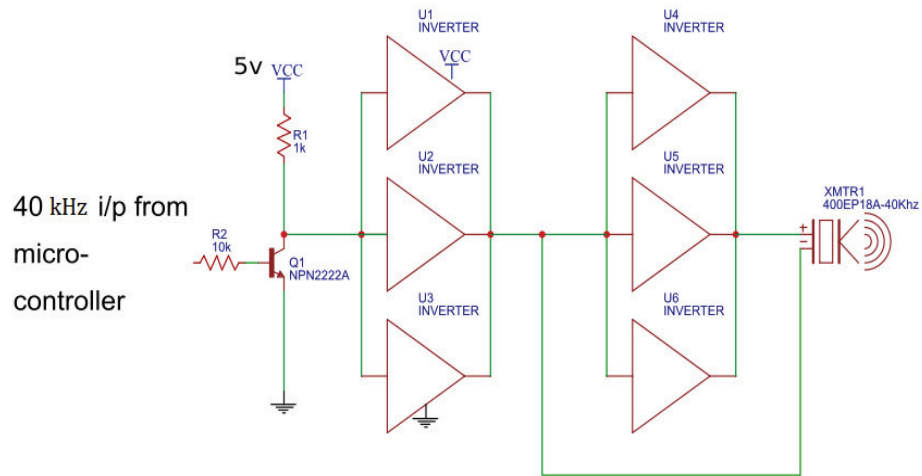 U1
INVERTER
U4
INVERTER
5v VCC
VCC
R1
1k
U2
INVERTER
U5
INVERTER
XMTR1
400EP18A-40Khz
+
-
40 kHz i/p from
micro-
controller
R2
10k
Q1
NPN2222A
U3
INVERTER
U6
INVERTER